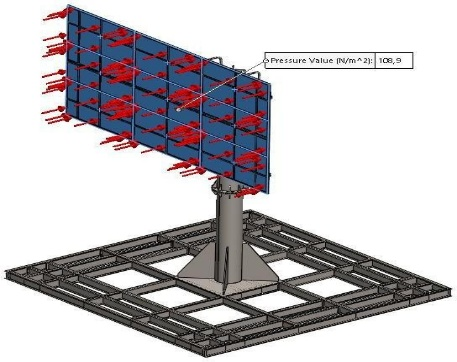 Pressure Value (N/m^2): 108,9